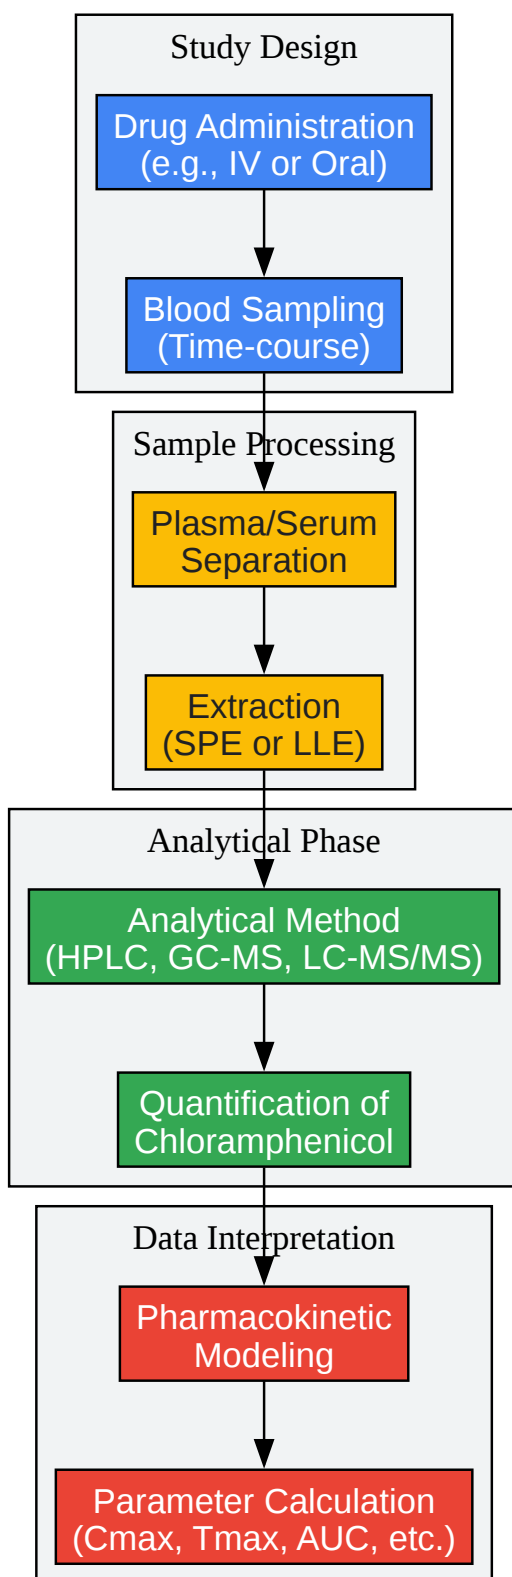 Study Design
Drug Administration
(e.g., IV or Oral)
Blood Sampling
(Time-course)
Sample Processing
Plasma/Serum
Separation
Extraction
(SPE or LLE)
Analytical Phase
Analytical Method
(HPLC, GC-MS, LC-MS/MS)
Quantification of
Chloramphenicol
Data Interpretation
Pharmacokinetic
Modeling
Parameter Calculation
(Cmax, Tmax, AUC, etc.)